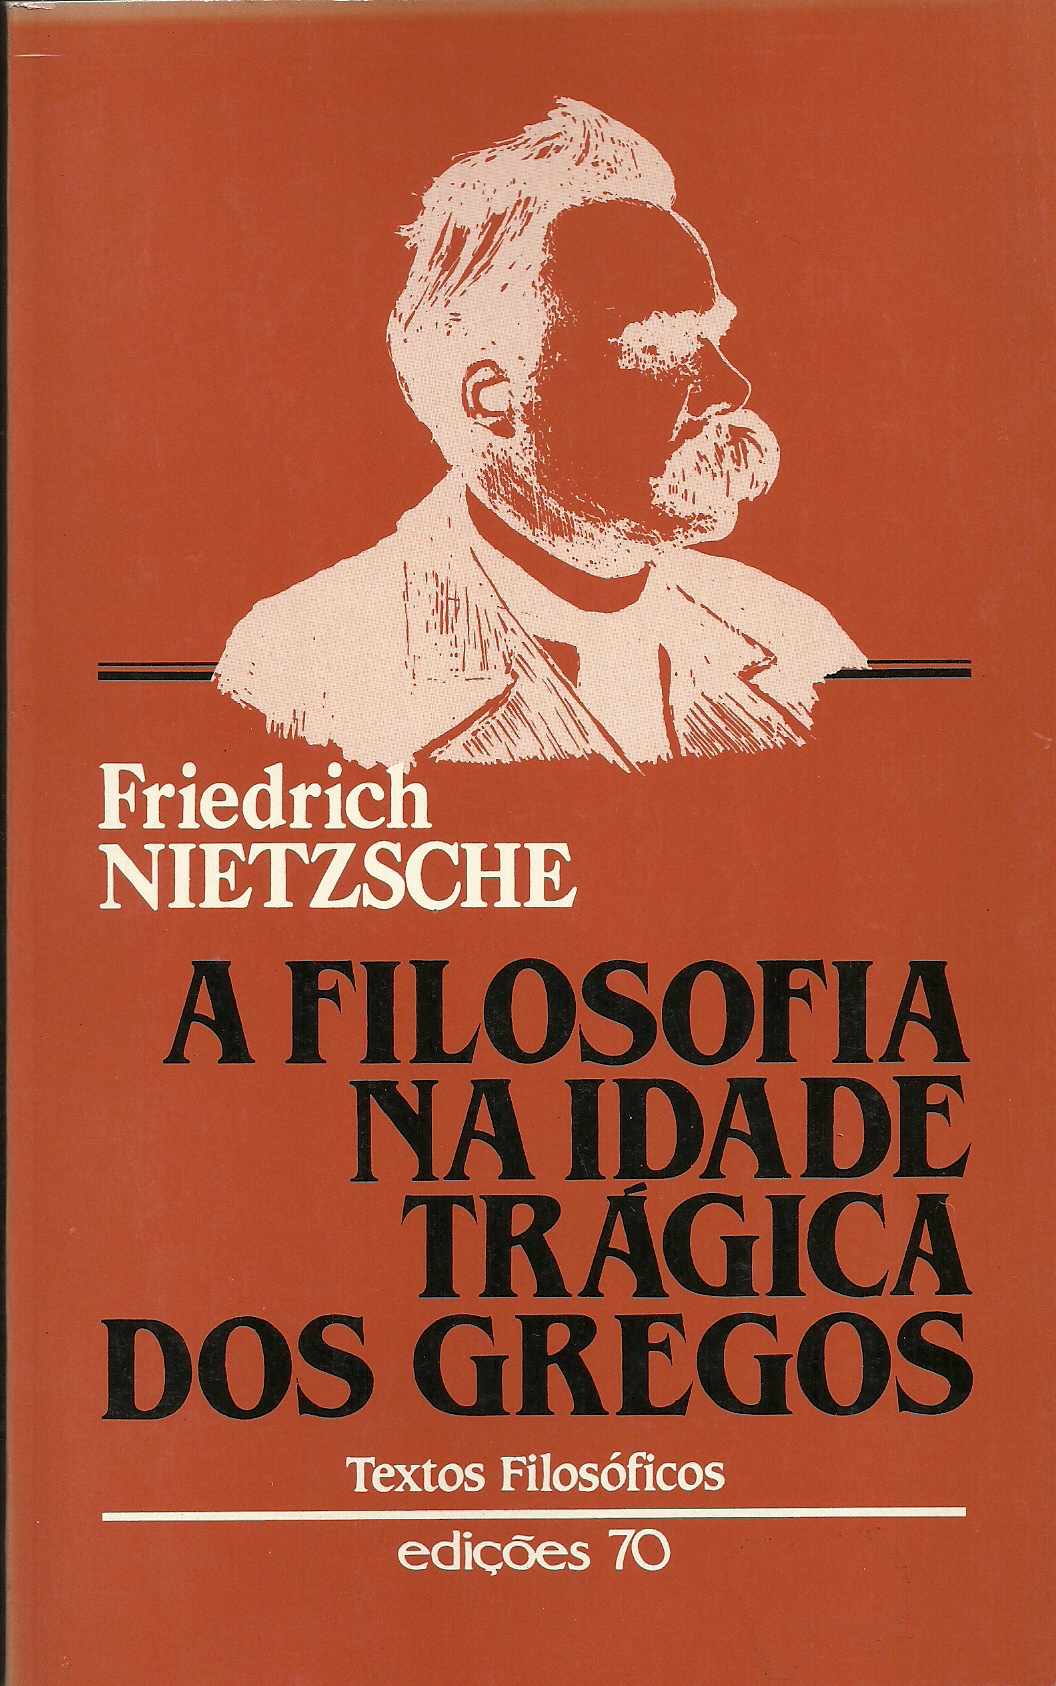 Friedrich
NIETZSCHE
A FILOSOFIA
NA IDADE
TRÁGICA
DOS GREGOS
Textos Filosóficos
edições 70